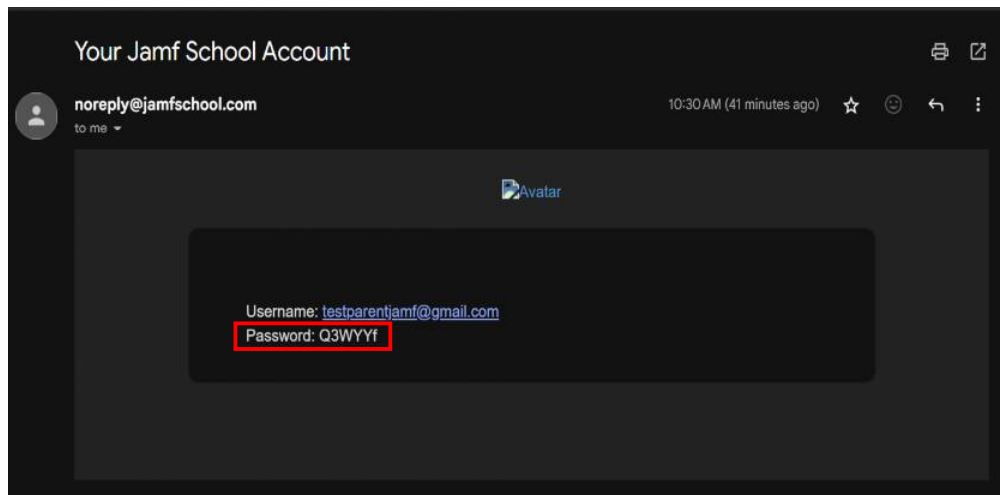 Your Jamf School Account
noreply@jamfschool.com
10:30 AM (41 minutes ago)
to me
Avatar
Username: testparentjamf@gmail.com
Password: Q3WYYf